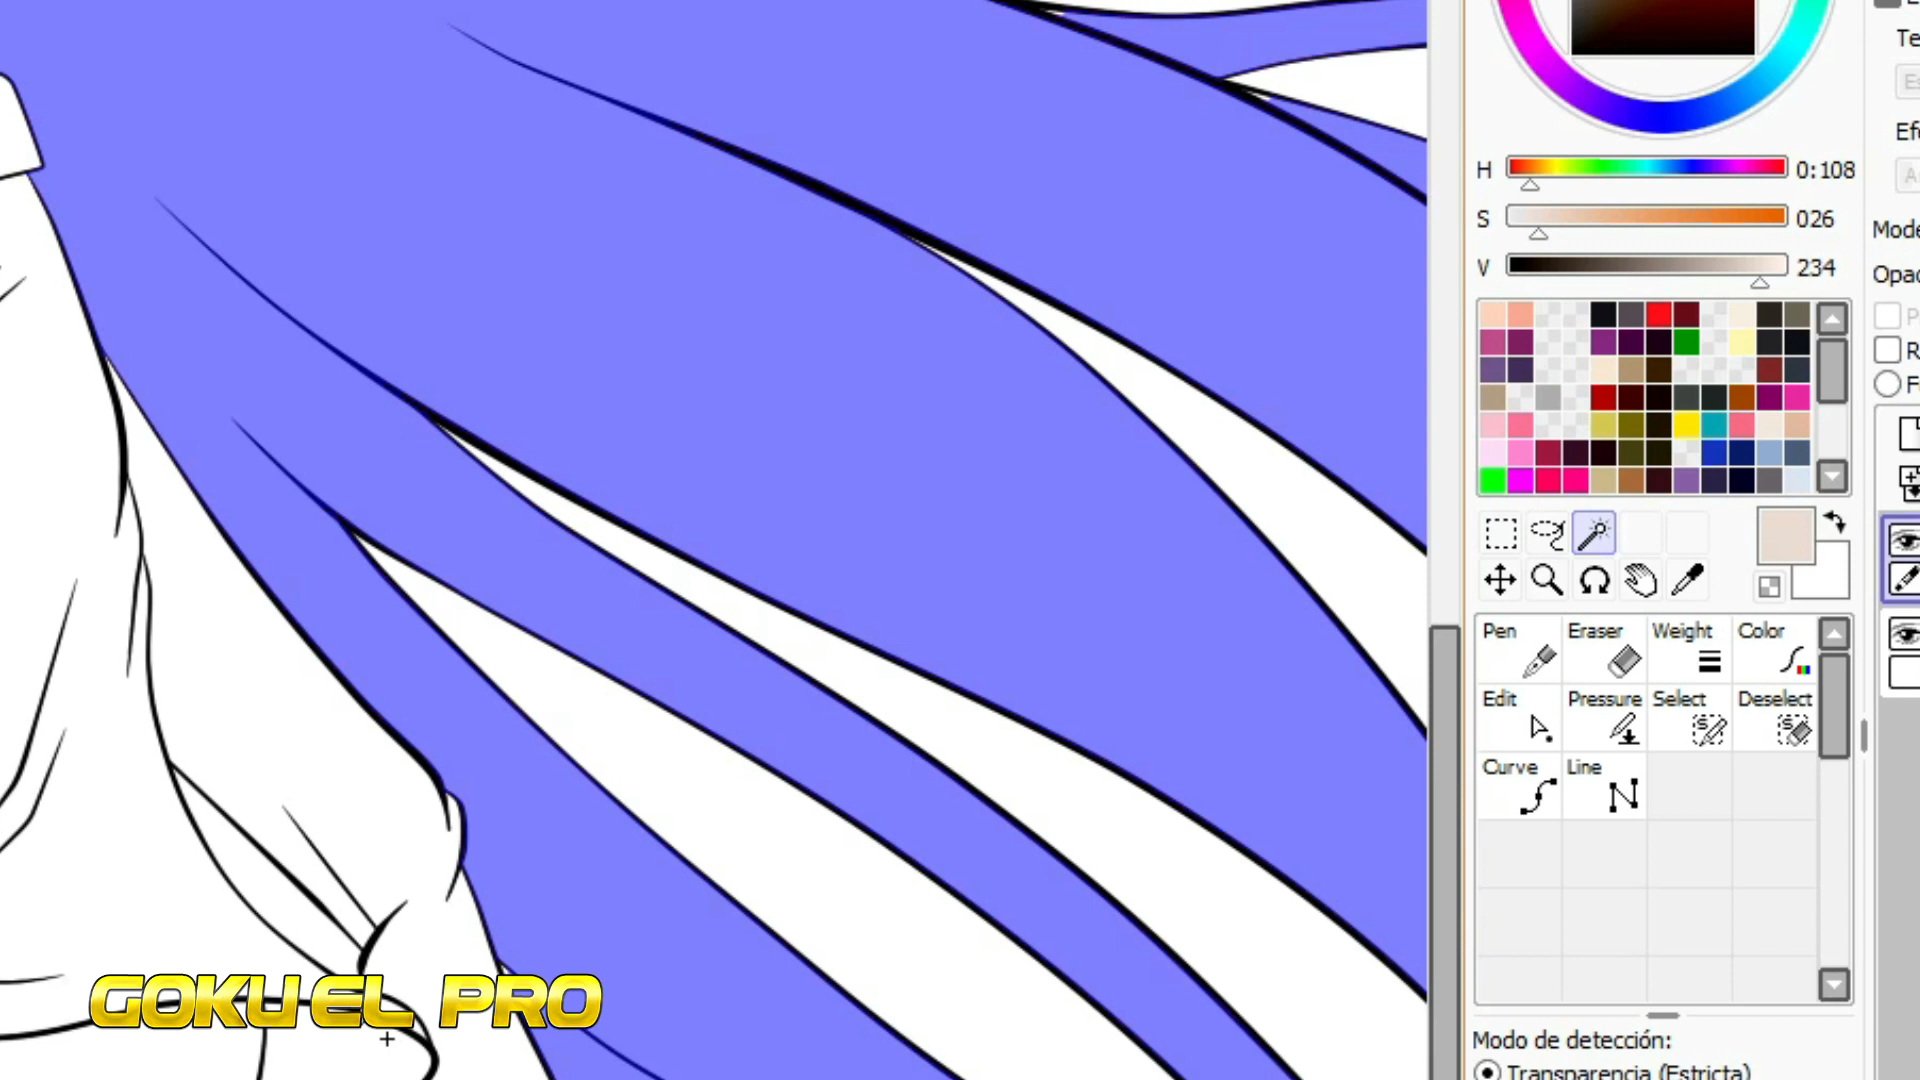 Te
Es
Efe
H 0:108
S 026
Mode
V 234
Opac
R
Pen Eraser Weight Color
Edit Pressure Select Deselect
Curve Line
GOKU EL PRO
Modo de detección:
Transparencia (Estricta)